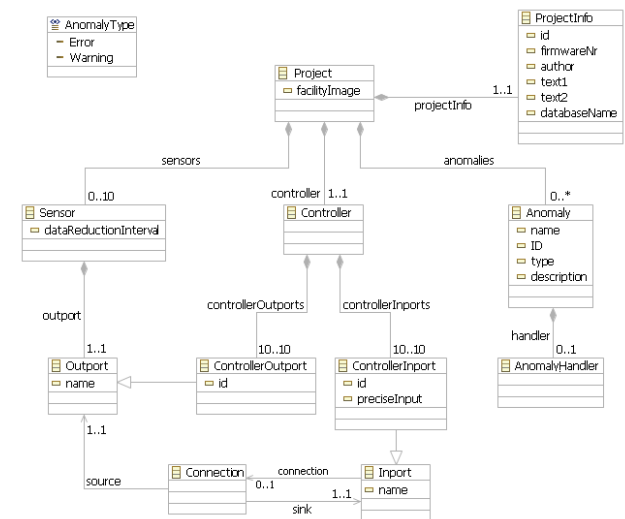 AnomalyType
Error
Warning
ProjectInfo
id
firmwareNr
author
text1
text2
databaseName
Project
facilityImage
1..1
projectInfo
sensors
anomalies
0..10
controller 1..1
0..*
Sensor
dataReductionInterval
Controller
Anomaly
name
ID
type
description
controllerOutports
controllerInports
outport
handler
1..1
10..10
10..10
0..1
Outport
name
ControllerOutport
id
ControllerInport
id
preciseInput
AnomalyHandler
1..1
source
Connection
connection
0..1
1..1
sink
Inport
name